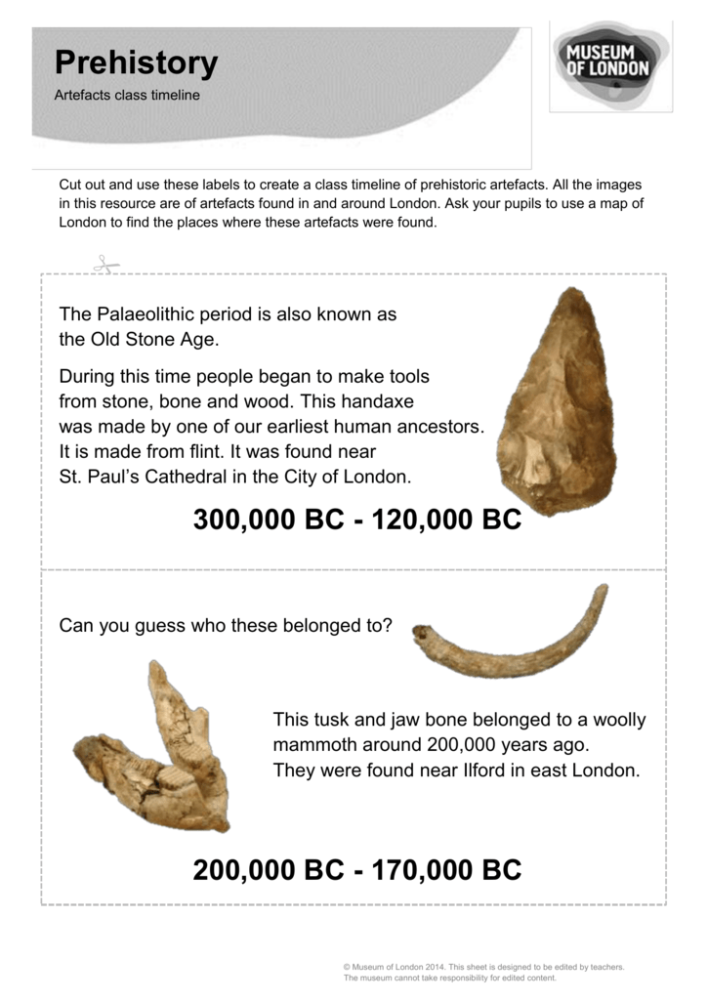 Prehistory
Artefacts class timeline
MUSEUM
OF LONDON
Cut out and use these labels to create a class timeline of prehistoric artefacts. All the images
in this resource are of artefacts found in and around London. Ask your pupils to use a map of
London to find the places where these artefacts were found.
The Palaeolithic period is also known as
the Old Stone Age.
During this time people began to make tools
from stone, bone and wood. This handaxe
was made by one of our earliest human ancestors.
It is made from flint. It was found near
St. Paul’s Cathedral in the City of London.
300,000 BC - 120,000 BC
Can you guess who these belonged to?
This tusk and jaw bone belonged to a woolly
mammoth around 200,000 years ago.
They were found near Ilford in east London.
200,000 BC - 170,000 BC
© Museum of London 2014. This sheet is designed to be edited by teachers.
The museum cannot take responsibility for edited content.